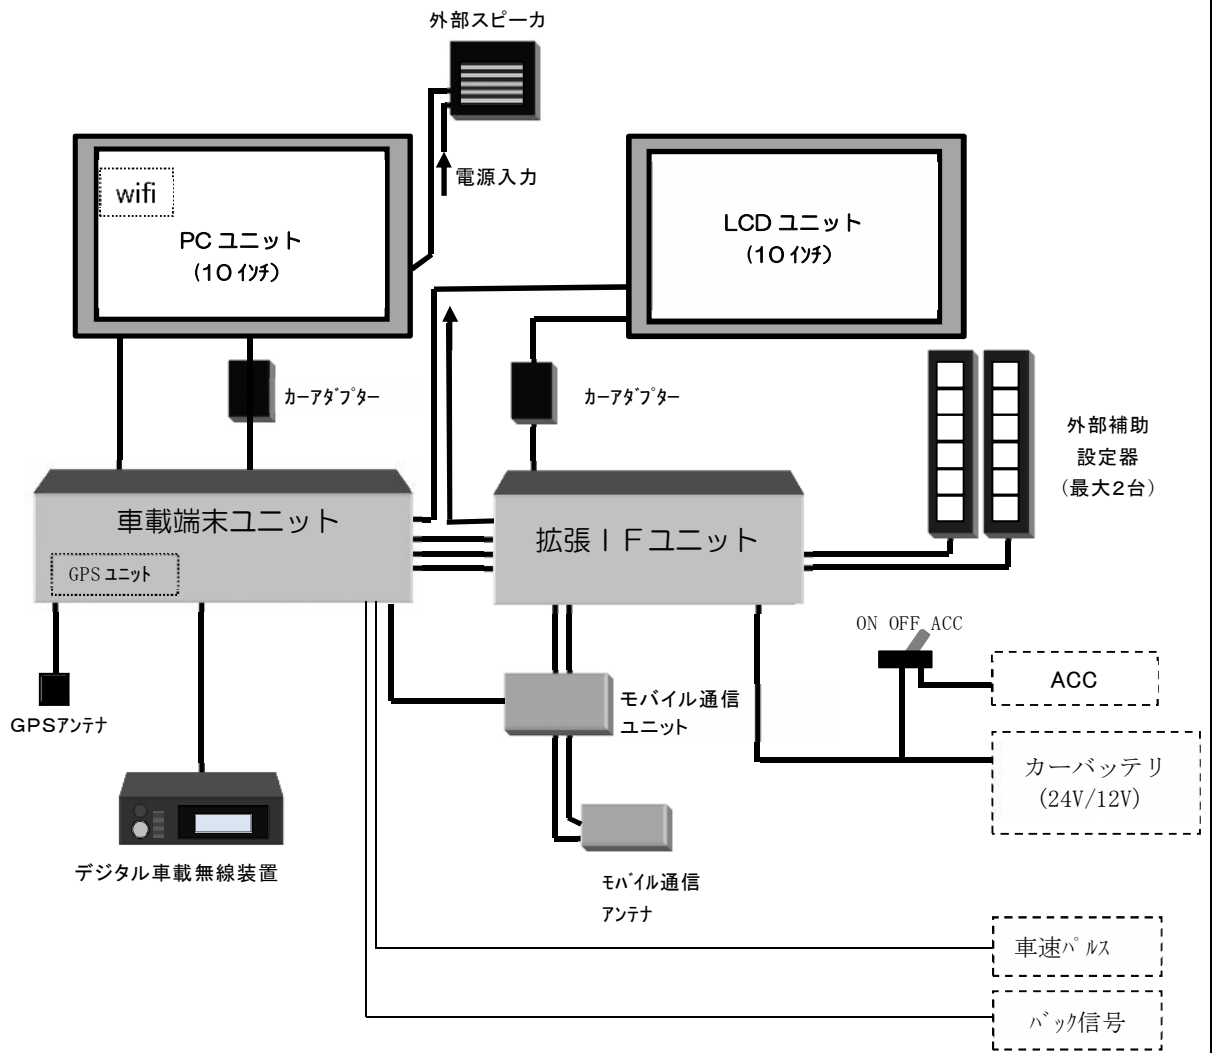 外部スピーカ
電源入力
wifi
PC ユニット
(10 ｲﾝﾁ)
LCD ユニット
(10 ｲﾝﾁ)
ｶｰｱﾀﾞﾌﾟﾀｰ
ｶｰｱﾀﾞﾌﾟﾀｰ
外部補助
設定器
(最大２台)
車載端末ユニット
GPS ﾕﾆｯﾄ
拡張ＩＦユニット
ON OFF ACC
ACC
GPSｱﾝﾃﾅ
モバイル通信
ﾕﾆｯﾄ
カーバッテリ
(24V/12V)
デジタル車載無線装置
ﾓﾊﾞｲﾙ通信
ｱﾝﾃﾅ
車速ﾊﾟﾙｽ
ﾊﾞｯｸ信号